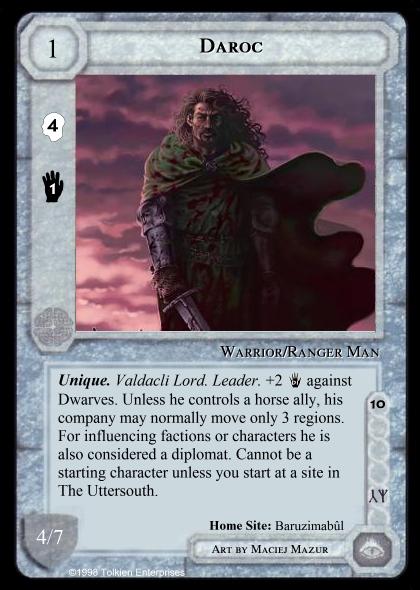 1
DAROC
4
1
WARRIOR/RANGER MAN
Unique. Valdacli Lord. Leader. +2 against
Dwarves. Unless he controls a horse ally, his
company may normally move only 3 regions.
For influencing factions or characters he is
also considered a diplomat. Cannot be a
starting character unless you start at a site in
The Uttersouth.
10
Home Site: Baruzimabûl
4/7
ART BY MACIEJ MAZUR
©1998 Tolkien Enterprises